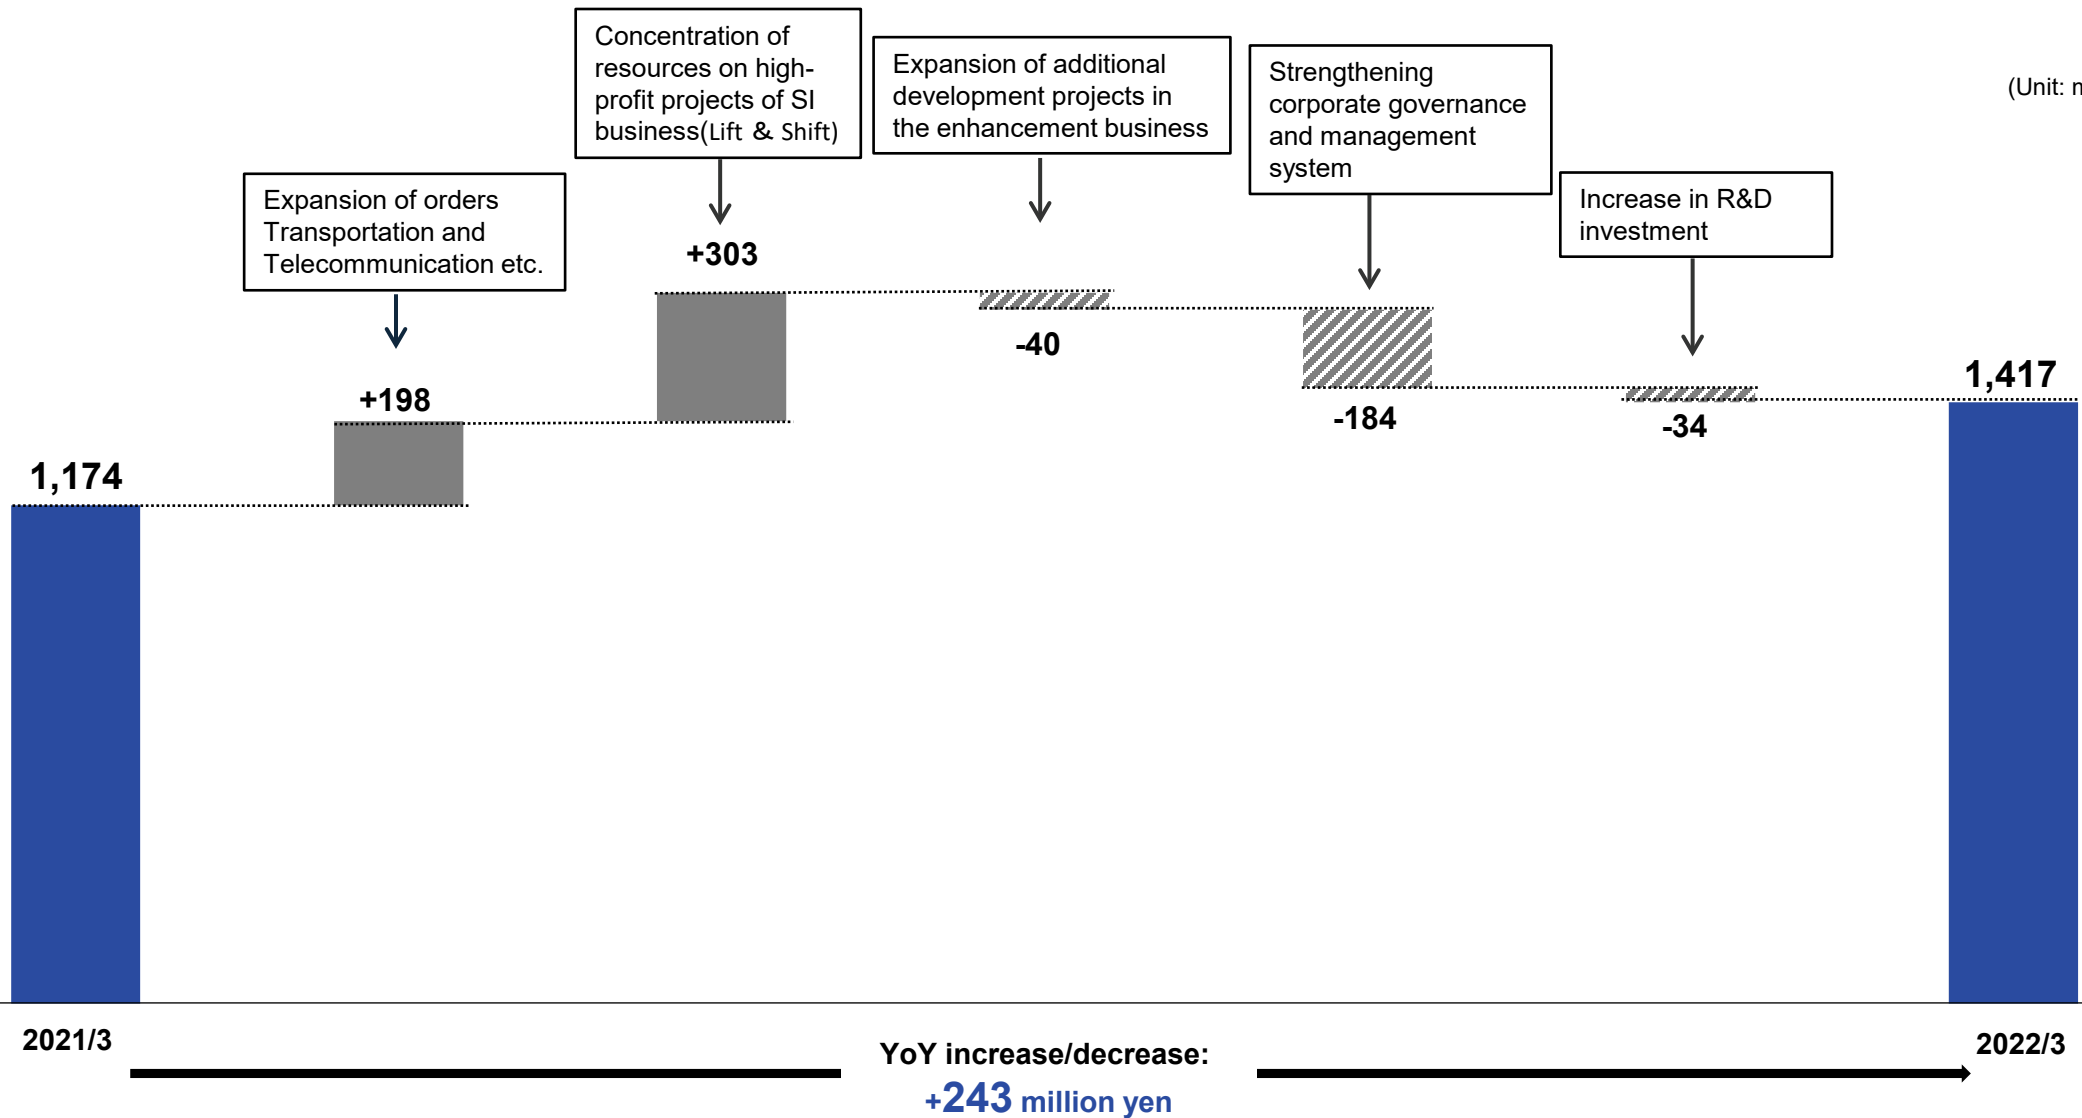 Concentration of
resources on high-
profit projects of SI
business(Lift & Shift)
Expansion of additional
development projects in
the enhancement business
Strengthening
corporate governance
and management
system
(Unit:
Expansion of orders
Transportation and
Telecommunication etc.
Increase in R&D
investment
+303
-40
+198
-184
-34
1,417
1,174
2021/3
YoY increase/decrease:
+243 million yen
2022/3